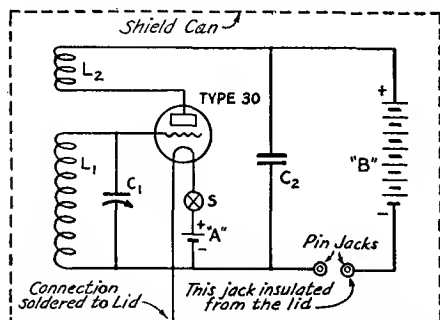 Shield Can
L2
TYPE 30
+
L1
C1
S
C2
"B"
+
"A"
-
-
Pin Jacks
Connection
soldered to Lid
This jack insulated
from the lid